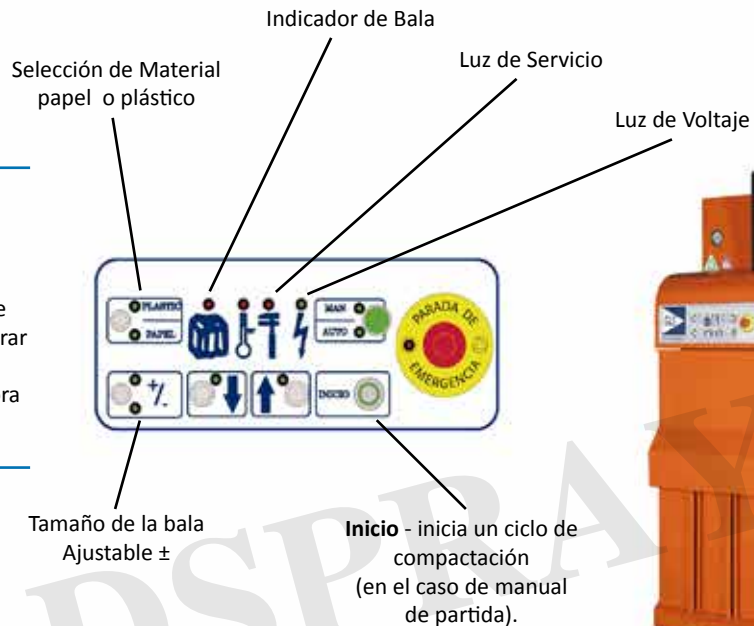 Indicador de Bala
Luz de Servicio
Selección de Material
papel o plástico
Luz de Voltaje
rar
PLASTIC
PAPEL
MAN
AUTO
PARADA DE
EMERGENCIA
+/-
INICIO
Tamaño de la bala
Ajustable ±
Inicio - inicia un ciclo de
compactación
(en el caso de manual
de partida).
DSPRAY